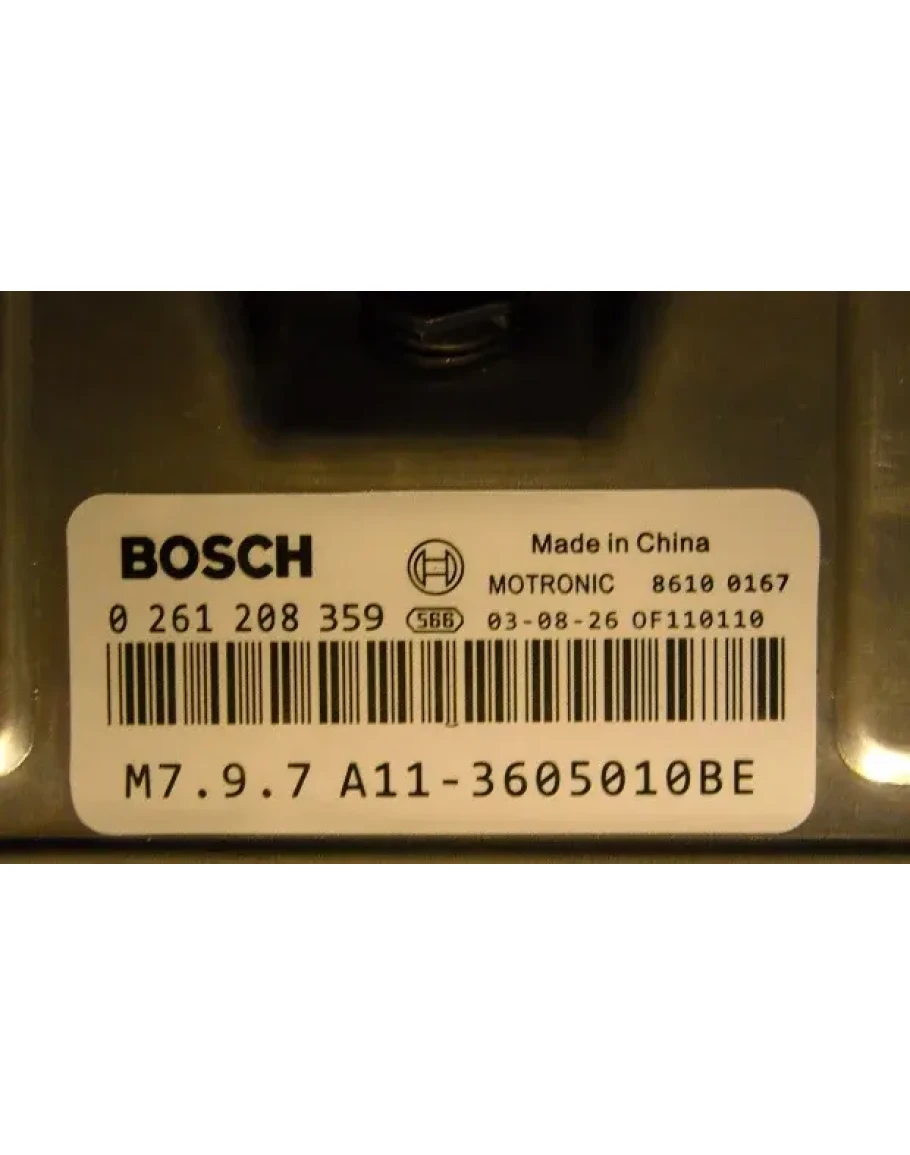 BOSCH
Made in China
MOTRONIC 8610 0167
0 261 208 359 566 03-08-26 OF110110
M7.9.7 A11-3605010BE